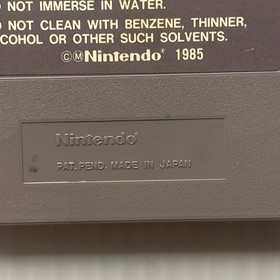 NOT IMMERSE IN WATER.
NOT CLEAN WITH BENZENE, THINNER,
COHOL OR OTHER SUCH SOLVENTS.
©Ⓜ Nintendo® 1985
Nintendo®
PAT. PEND. MADE IN JAPAN